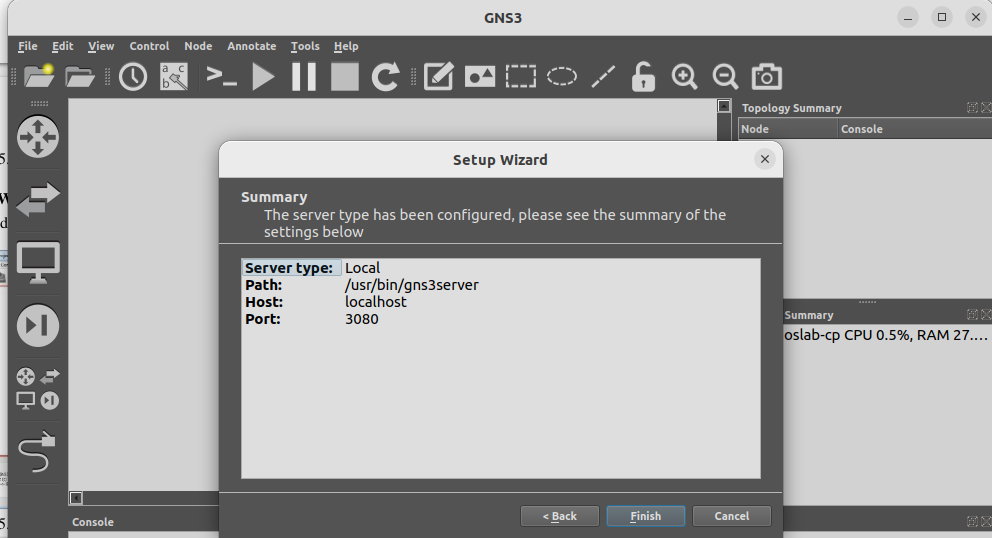 GNS3
File Edit View Control Node Annotate Tools Help
a c
b
Topology Summary
Node Console
Setup Wizard
Summary
The server type has been configured, please see the summary of the
settings below
Server type: Local
Path: /usr/bin/gns3server
Host: localhost
Port: 3080
Summary
oslab-cp CPU 0.5%, RAM 27....
< Back Finish Cancel
Console